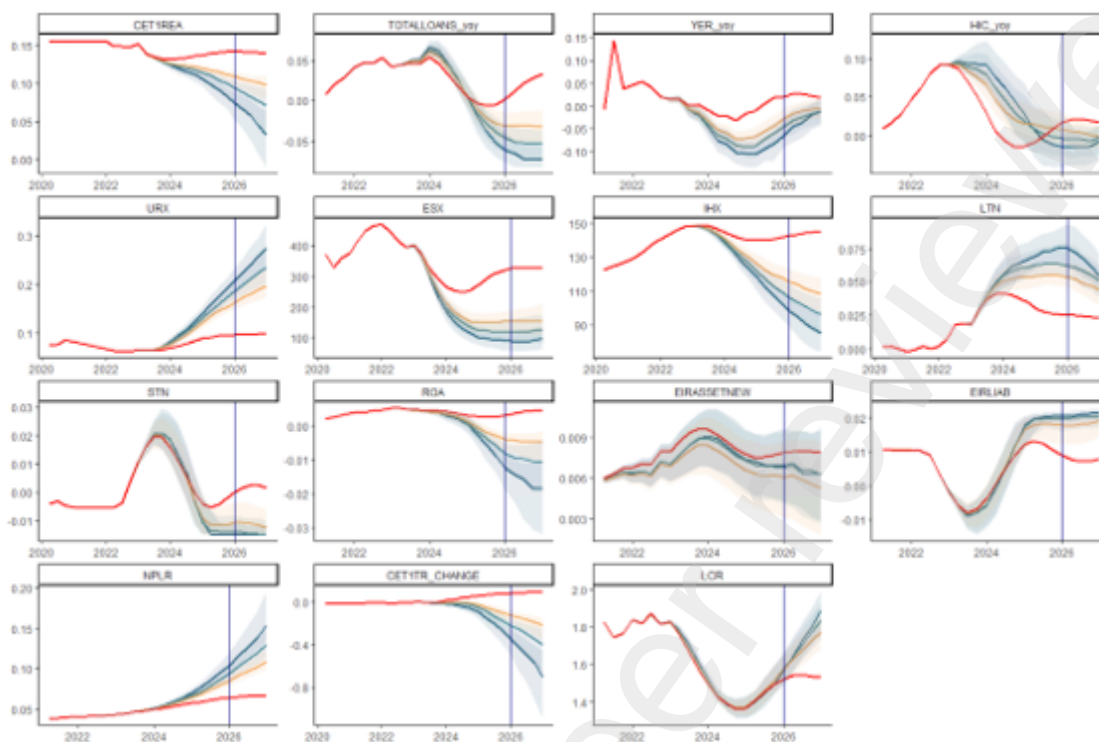 CET1REA TOTALLOANS_yoy YER_yoy HIC_yoy
0.15 0.10 0.05 0.00
0.05 0.00 -0.05
0.15 0.10 0.05 0.00 -0.05 -0.10
0.10 0.05 0.00
2020 2022 2024 2026
2022 2024 2026
2022 2024 2026
2022 2024 2026
URX ESX IHX LTN
0.3 0.2 0.1
400 300 200 100
150 130 110 90
0.075 0.050 0.025 0.000
2020 2022 2024 2026
2020 2022 2024 2026
2020 2022 2024 2026
2020 2022 2024 2026
STN ROA EIRASSETNEW EIRLIAB
0.03 0.02 0.01 0.00 -0.01
0.00 -0.01 -0.02 -0.03
0.009 0.006 0.003
0.02 0.01 0.00 -0.01
2020 2022 2024 2026
2022 2024 2026
2022 2024 2026
2022 2024 2026
NPLR CET1TR_CHANGE LCR
0.20 0.15 0.10 0.05
0.0 -0.4 -0.8
2.0 1.8 1.6 1.4
2022 2024 2026
2020 2022 2024 2026
2022 2024 2026
er reviewe